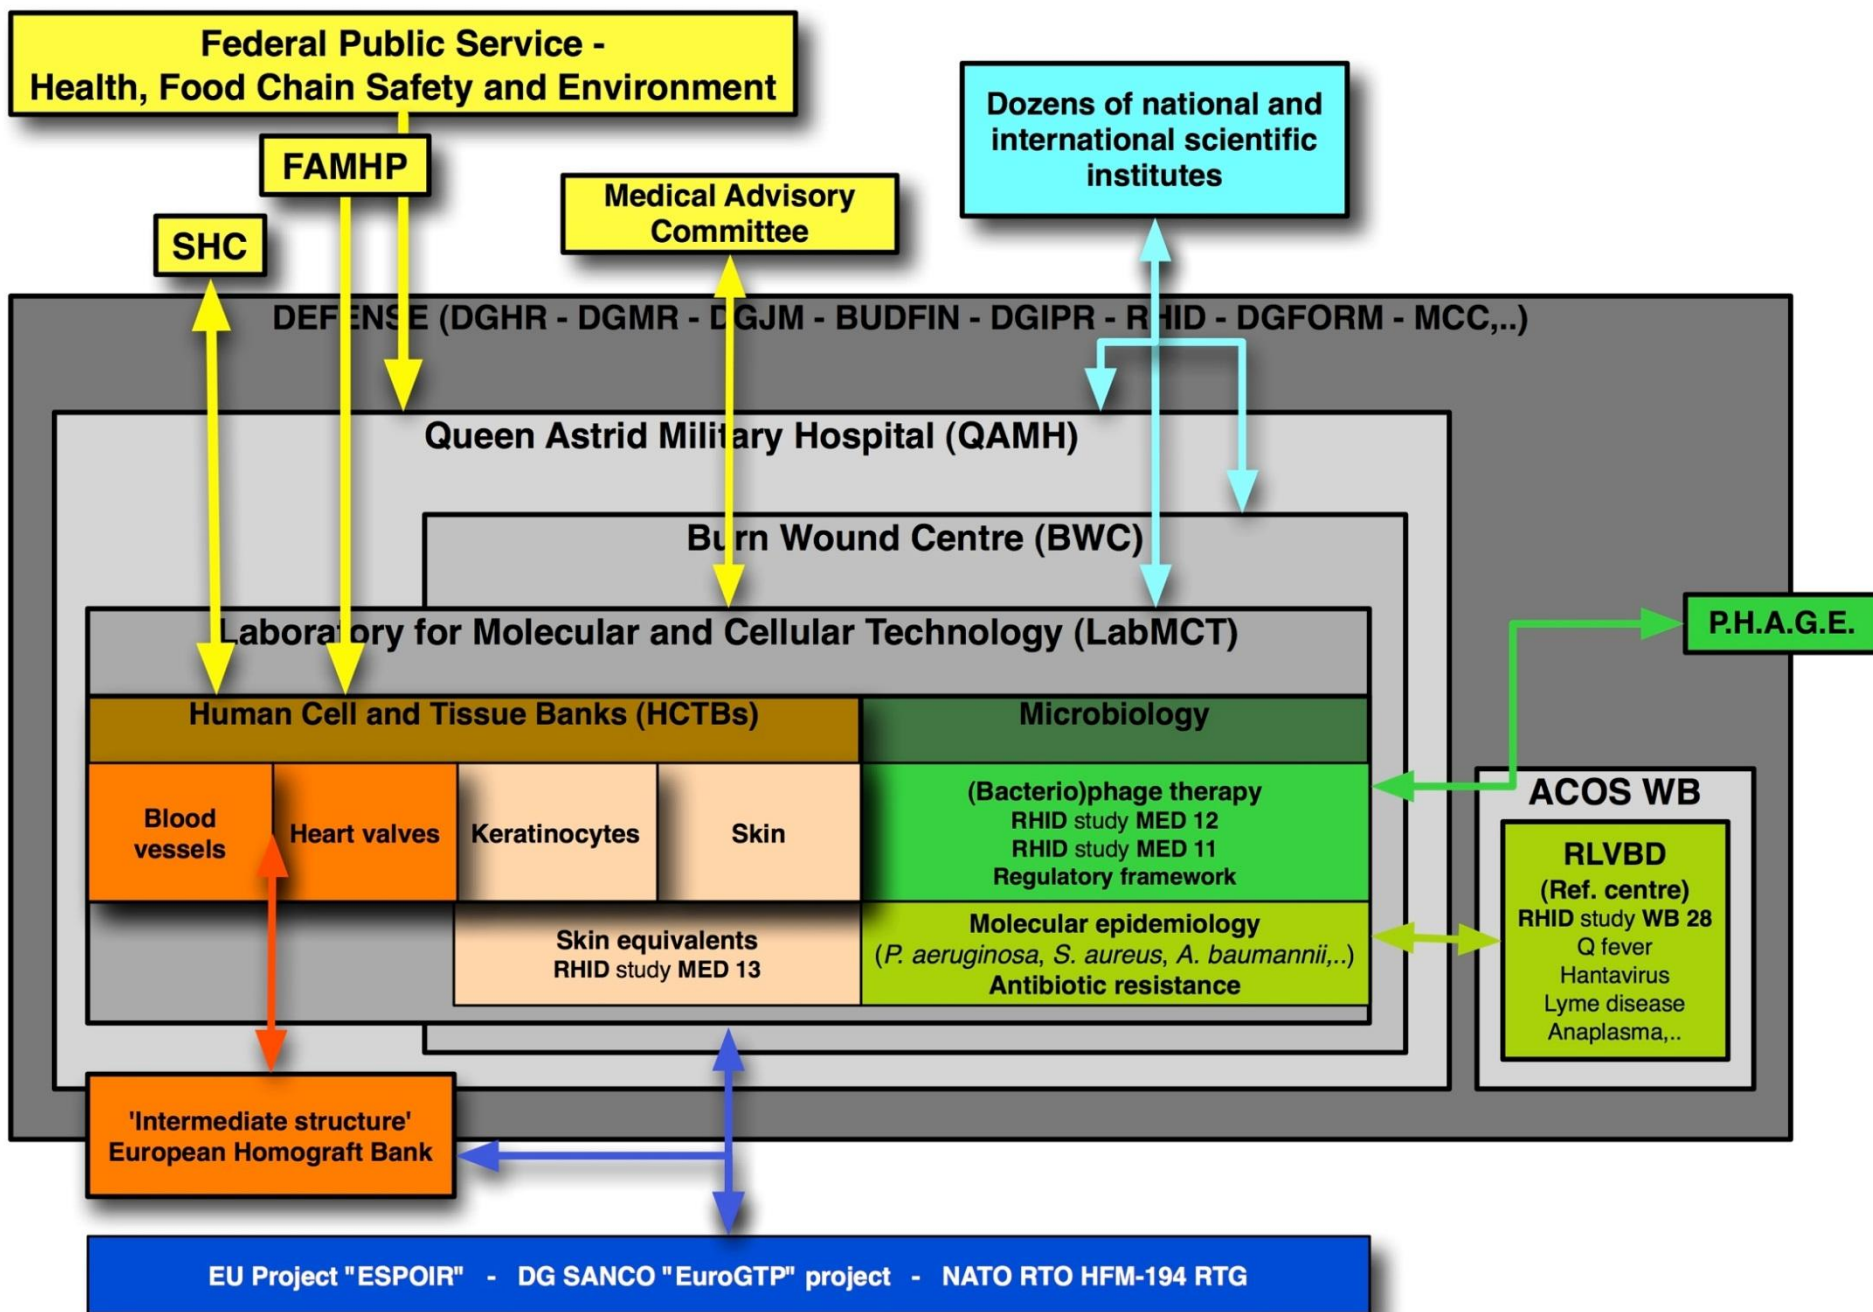 Federal Public Service -
Health, Food Chain Safety and Environment
FAMHP
SHC
Medical Advisory
Committee
Dozens of national and
international scientific
institutes
DEFENSE (DGHR - DGMR - DGJM - BUDFIN - DGIPR - RHID - DGFORM - MCC,..)
Queen Astrid Military Hospital (QAMH)
Burn Wound Centre (BWC)
Laboratory for Molecular and Cellular Technology (LabMCT)
P.H.A.G.E.
Human Cell and Tissue Banks (HCTBs)
Microbiology
Blood
vessels
Heart valves
Keratinocytes
Skin
(Bacterio)phage therapy
RHID study MED 12
RHID study MED 11
Regulatory framework
Skin equivalents
RHID study MED 13
Molecular epidemiology
(P. aeruginosa, S. aureus, A. baumannii,..)
Antibiotic resistance
ACOS WB
RLVBD
(Ref. centre)
RHID study WB 28
Q fever
Hantavirus
Lyme disease
Anaplasma,..
'Intermediate structure'
European Homograft Bank
EU Project "ESPOIR" - DG SANCO "EuroGTP" project - NATO RTO HFM-194 RTG